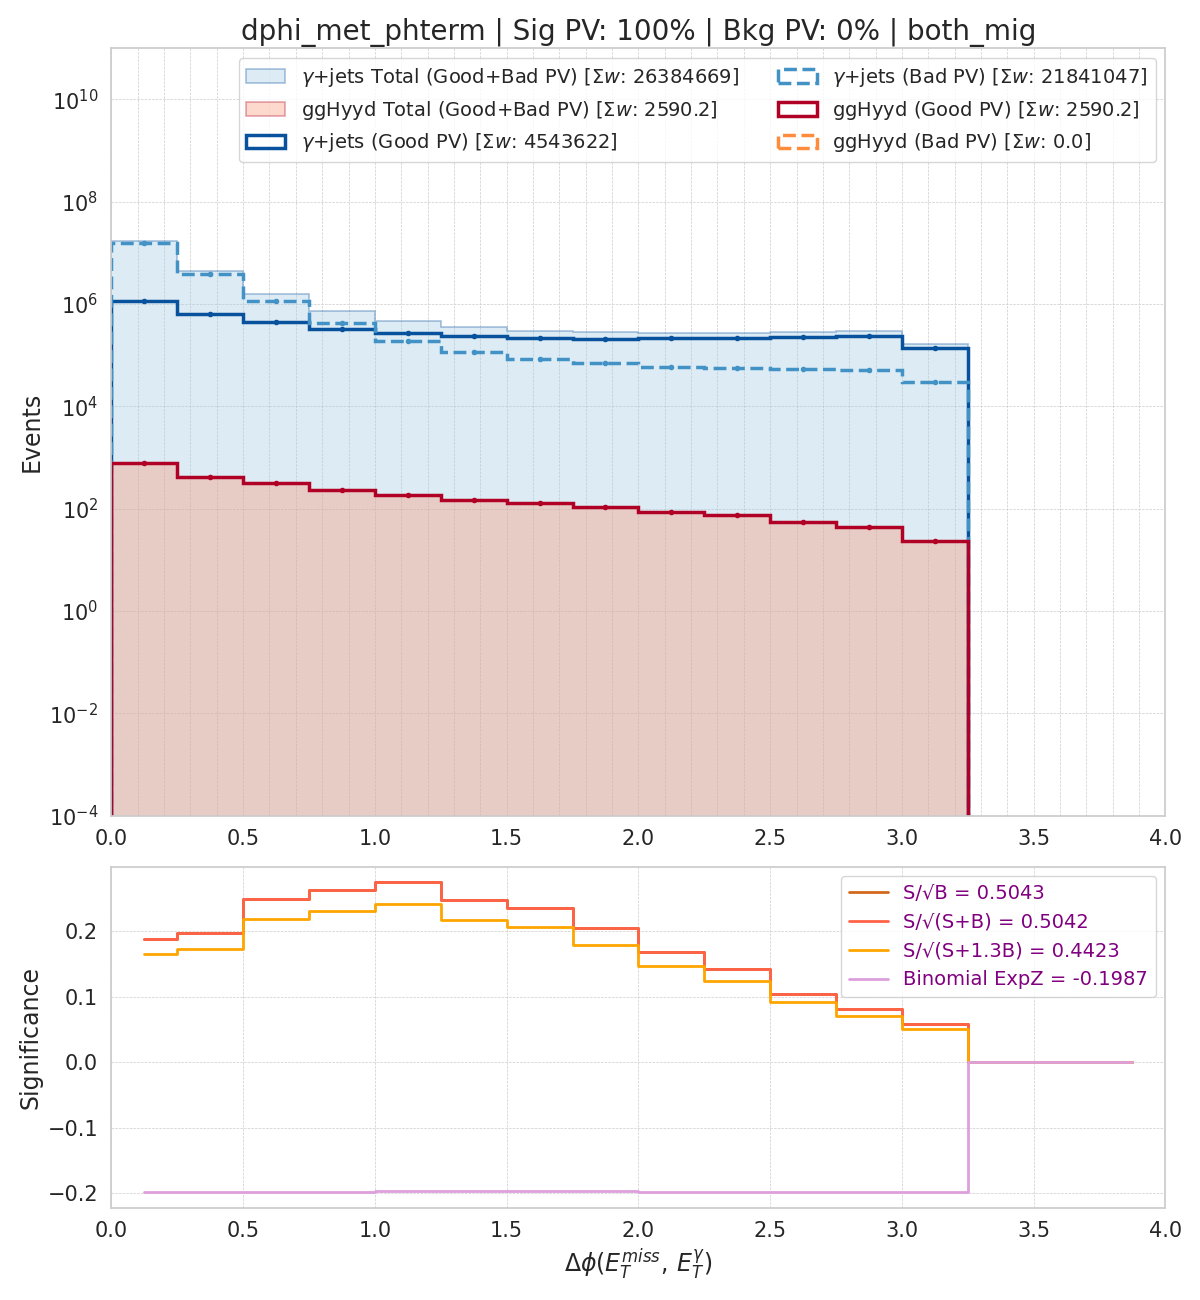 dphi_met_phterm | Sig PV: 100% | Bkg PV: 0% | both_mig
γ+jets Total (Good+Bad PV) [Σw: 26384669]
ggHyyd Total (Good+Bad PV) [Σw: 2590.2]
γ+jets (Good PV) [Σw: 4543622]
γ+jets (Bad PV) [Σw: 21841047]
ggHyyd (Good PV) [Σw: 2590.2]
ggHyyd (Bad PV) [Σw: 0.0]
Events
10^10
10^8
10^6
10^4
10^2
10^0
10^−2
10^−4
0.0 0.5 1.0 1.5 2.0 2.5 3.0 3.5 4.0
Significance
0.2
0.1
0.0
−0.1
−0.2
S/√B = 0.5043
S/√(S+B) = 0.5042
S/√(S+1.3B) = 0.4423
Binomial ExpZ = -0.1987
0.0 0.5 1.0 1.5 2.0 2.5 3.0 3.5 4.0
Δϕ(E_T^miss, E_T^γ)